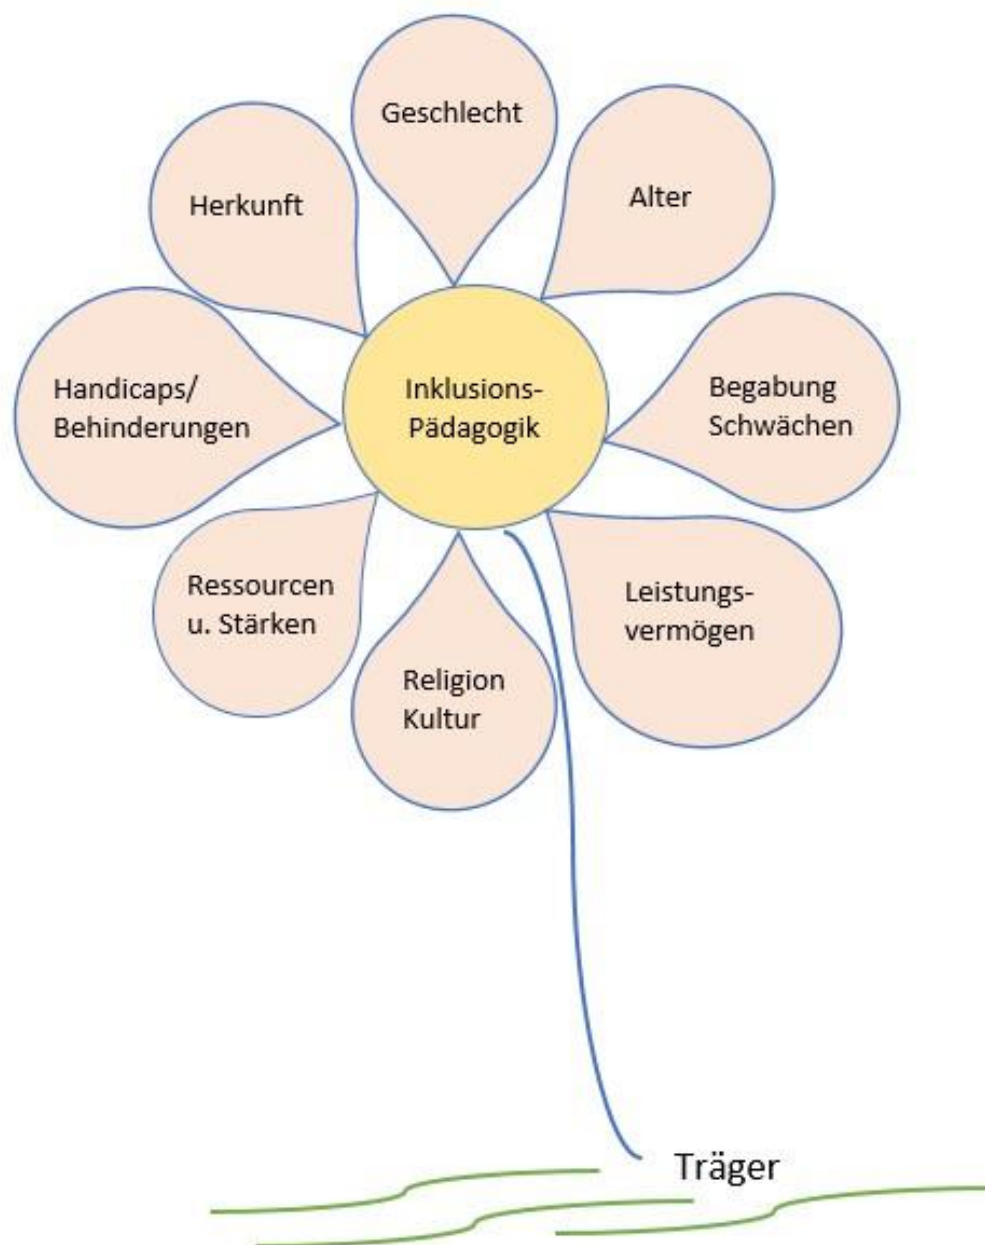 Geschlecht
Alter
Herkunft
Handicaps/
Behinderungen
Inklusions-
Pädagogik
Begabung
Schwächen
Ressourcen
u. Stärken
Leistungs-
vermögen
Religion
Kultur
Träger